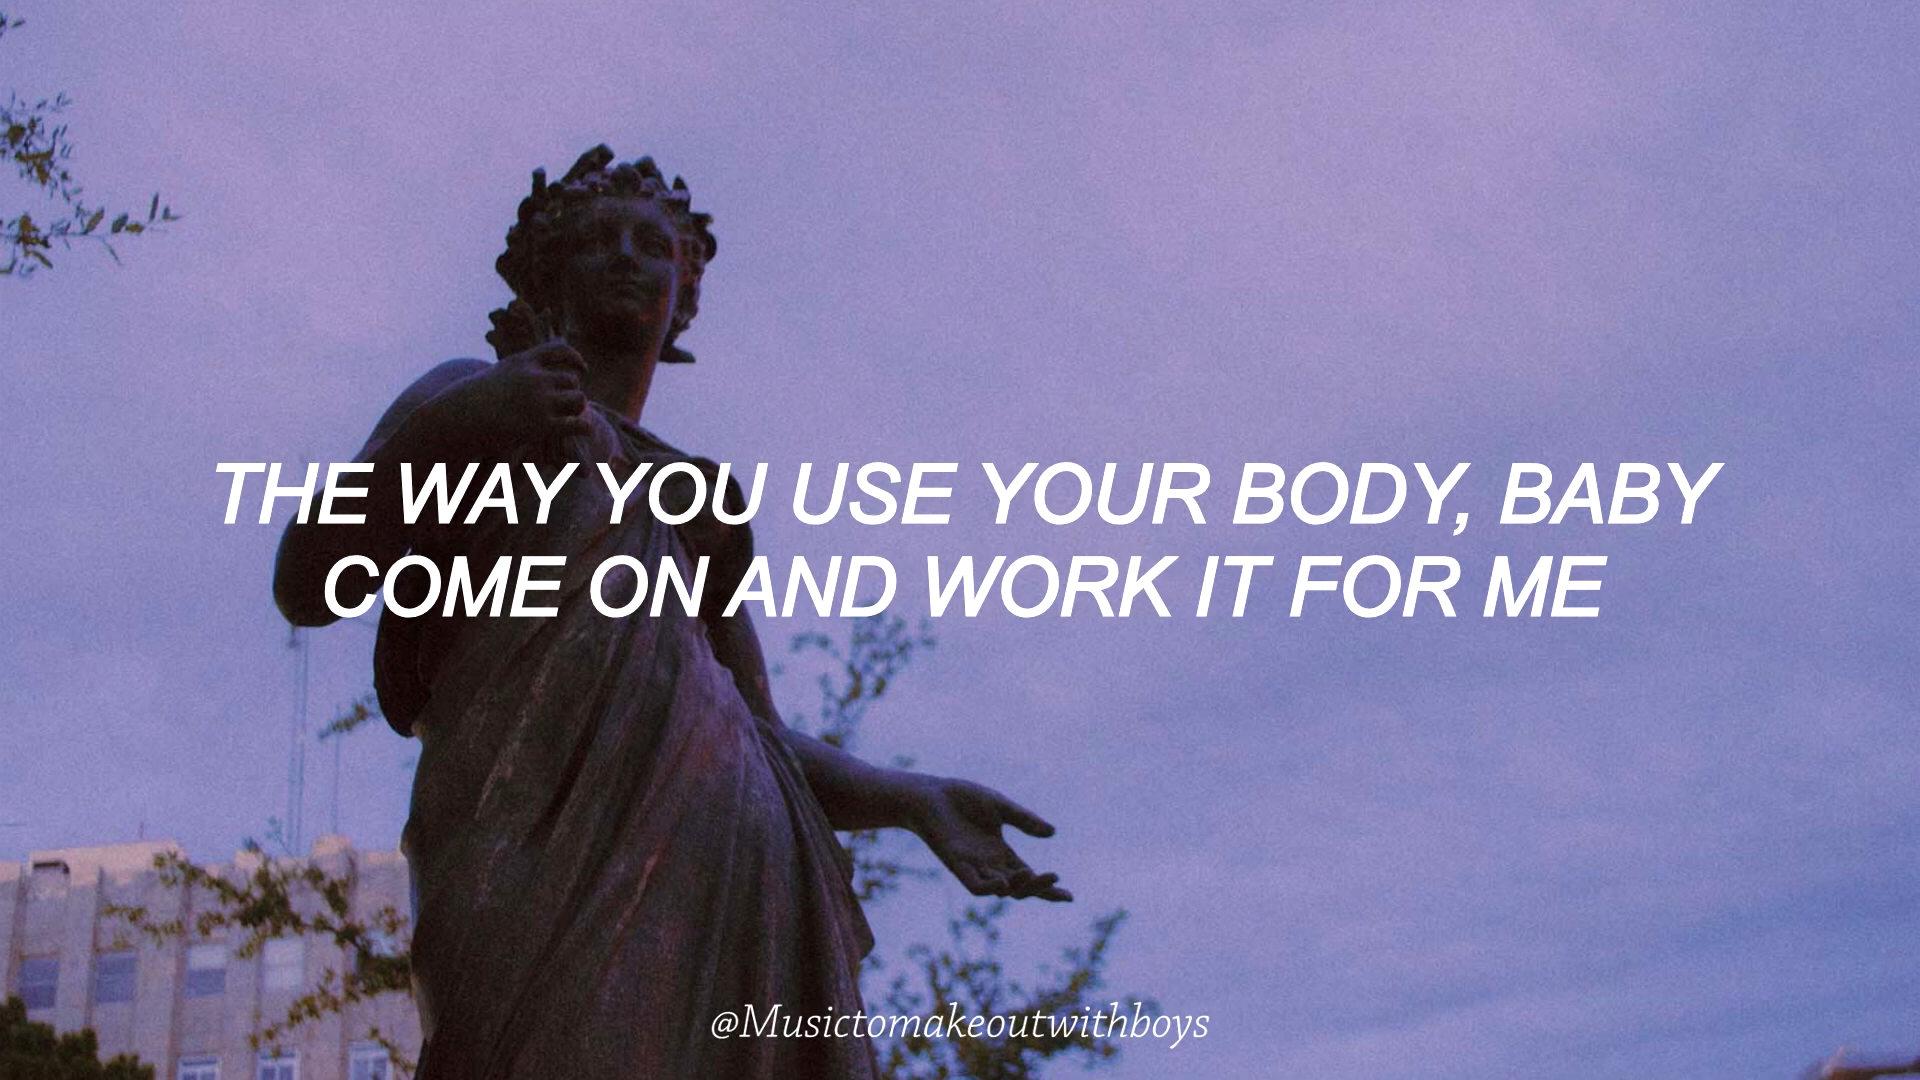 THE WAY YOU USE YOUR BODY, BABY
COME ON AND WORK IT FOR ME
@Musictomakeoutwithboys